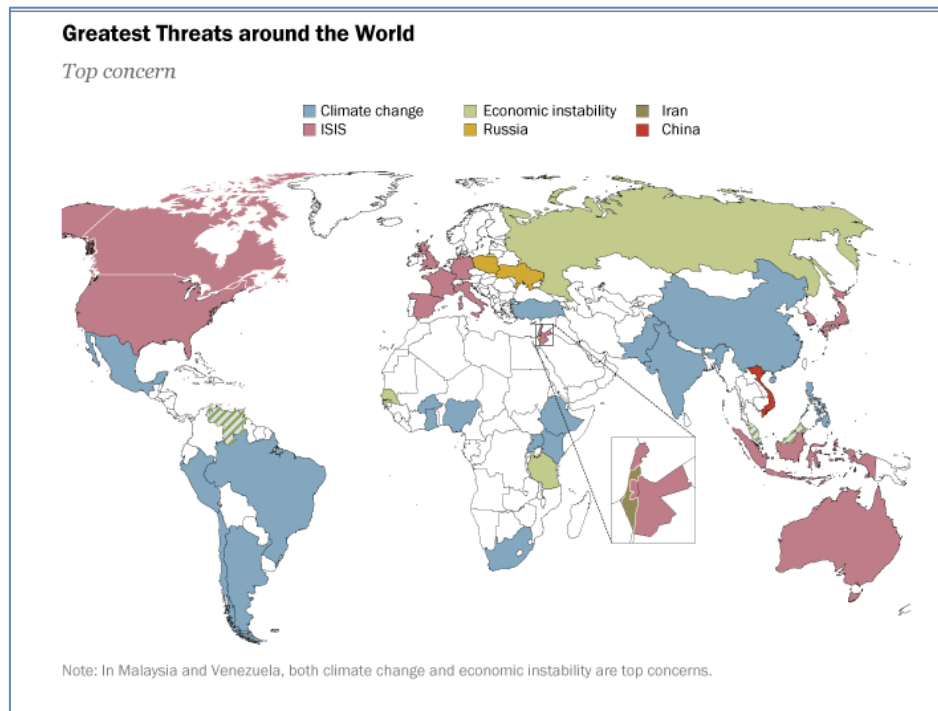 Greatest Threats around the World
Top concern
Climate change Economic instability Iran
ISIS Russia China
Note: In Malaysia and Venezuela, both climate change and economic instability are top concerns.